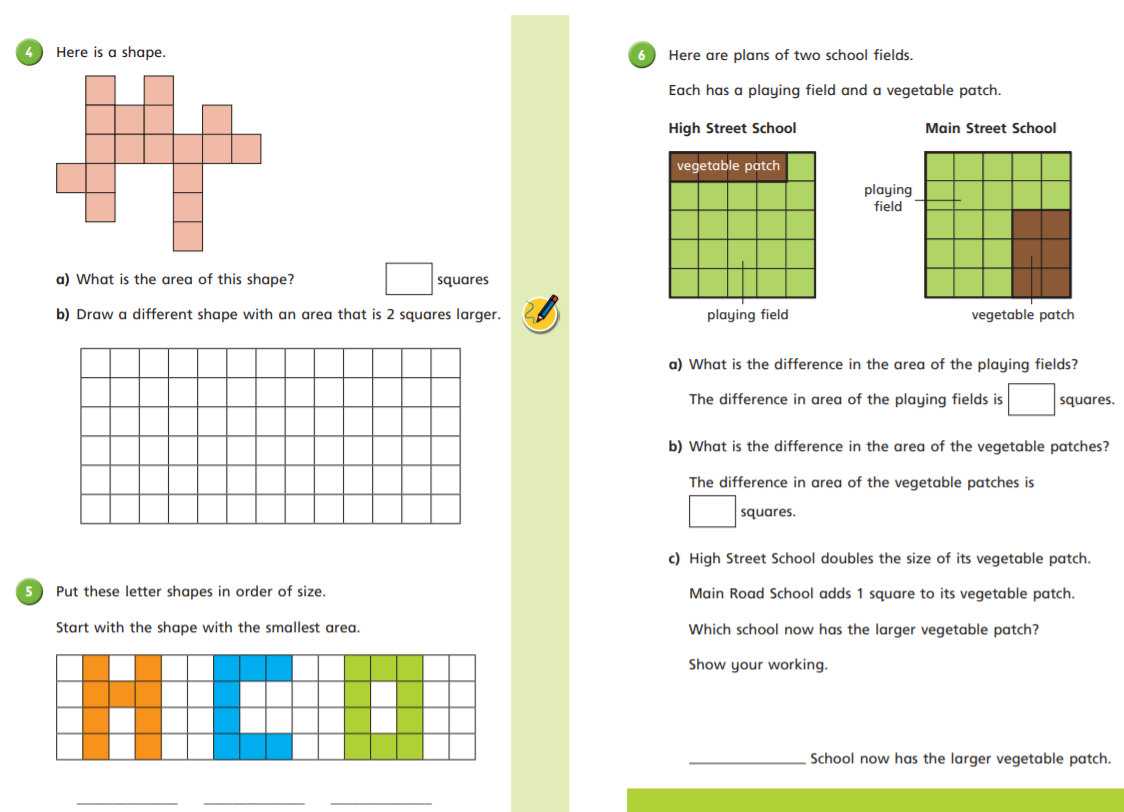 4 Here is a shape.
a) What is the area of this shape? squares
b) Draw a different shape with an area that is 2 squares larger.
5 Put these letter shapes in order of size.
Start with the shape with the smallest area.
6 Here are plans of two school fields.
Each has a playing field and a vegetable patch.
High Street School
vegetable patch
playing field
Main Street School
playing
field
vegetable patch
a) What is the difference in the area of the playing fields?
The difference in area of the playing fields is squares.
b) What is the difference in the area of the vegetable patches?
The difference in area of the vegetable patches is
squares.
c) High Street School doubles the size of its vegetable patch.
Main Road School adds 1 square to its vegetable patch.
Which school now has the larger vegetable patch?
Show your working.
School now has the larger vegetable patch.